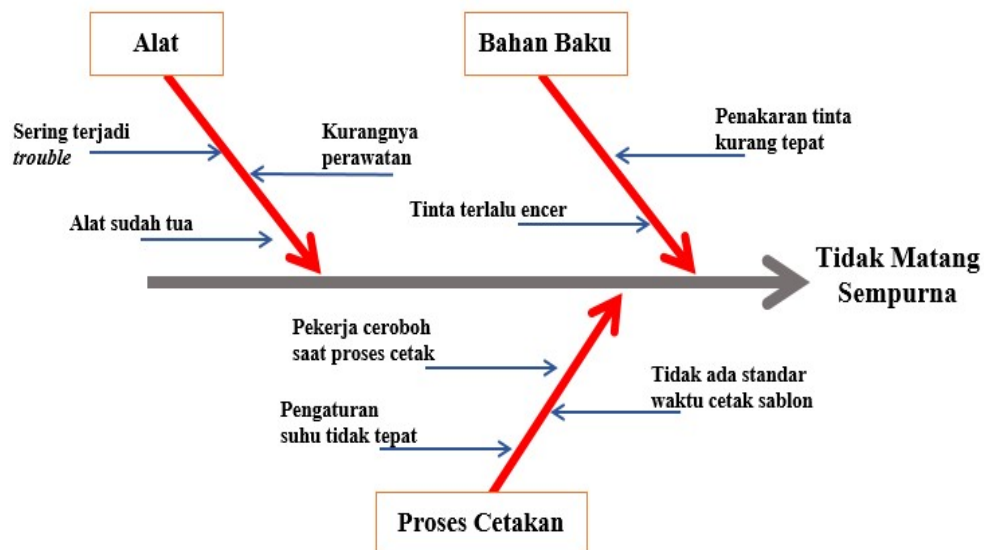 Alat
Bahan Baku
Sering terjadi
trouble
Kurangnya
perawatan
Alat sudah tua
Penakaran tinta
kurang tepat
Tinta terlalu encer
Tidak Matang
Sempurna
Pekerja ceroboh
saat proses cetak
Tidak ada standar
waktu cetak sablon
Pengaturan
suhu tidak tepat
Proses Cetakan